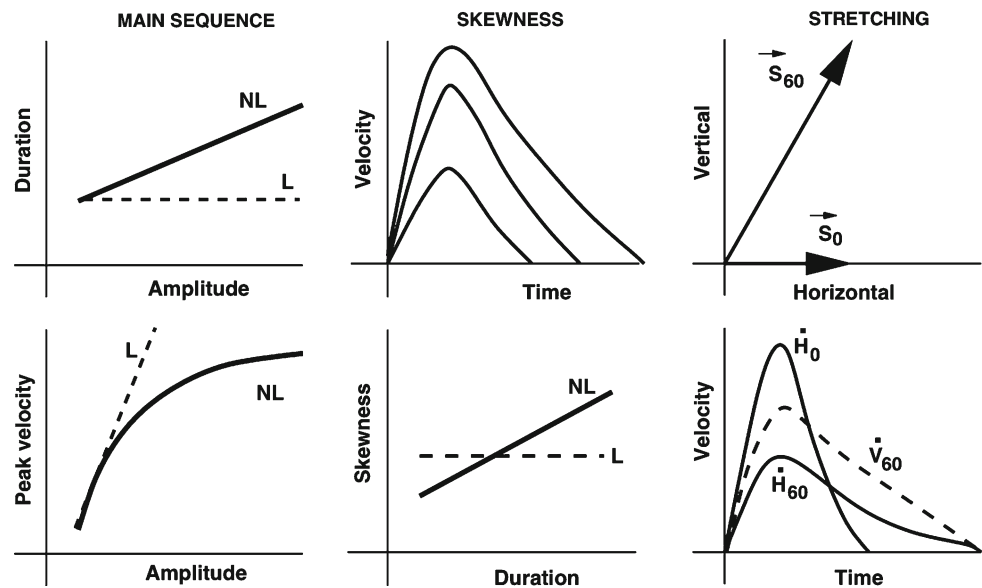 MAIN SEQUENCE
SKEWNESS
STRETCHING
Duration
NL
L
Amplitude
Velocity
Time
Vertical
S60
S0
Horizontal
Peak velocity
L
NL
Amplitude
Skewness
NL
L
Duration
Velocity
Ḣ0
V̇60
Ḣ60
Time